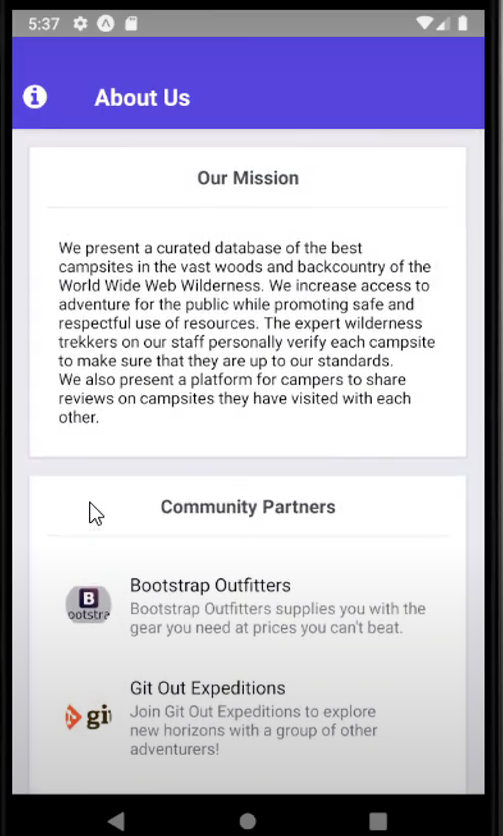 5:37
About Us
Our Mission
We present a curated database of the best
campsites in the vast woods and backcountry of the
World Wide Web Wilderness. We increase access to
adventure for the public while promoting safe and
respectful use of resources. The expert wilderness
trekkers on our staff personally verify each campsite
to make sure that they are up to our standards.
We also present a platform for campers to share
reviews on campsites they have visited with each
other.
Community Partners
B
ootstra
Bootstrap Outfitters
Bootstrap Outfitters supplies you with the
gear you need at prices you can't beat.
gi
Git Out Expeditions
Join Git Out Expeditions to explore
new horizons with a group of other
adventurers!